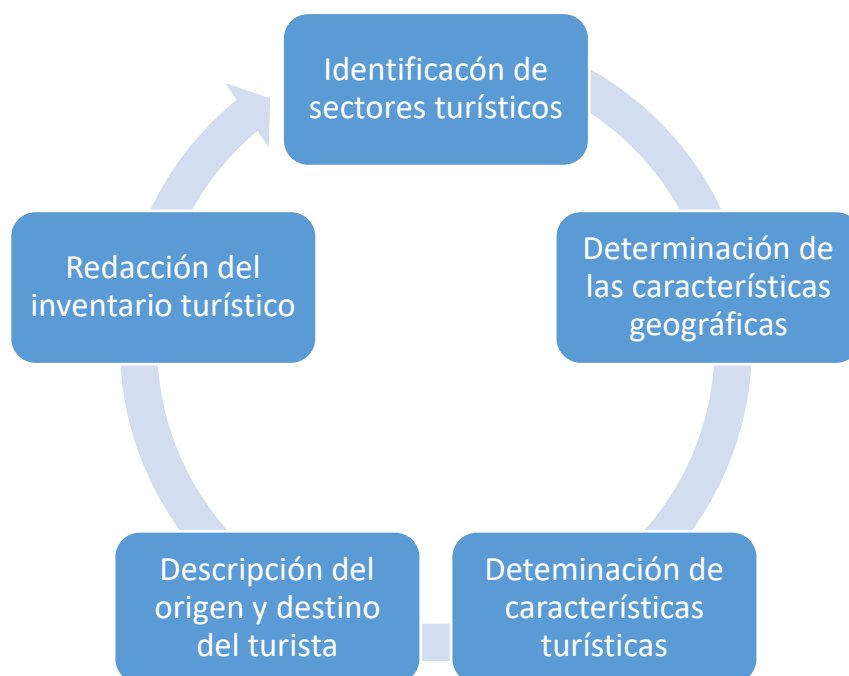 Identificacón de
sectores turísticos
Determinación de
las características
geográficas
Deteminación de
características
turísticas
Descripción del
origen y destino
del turista
Redacción del
inventario turístico